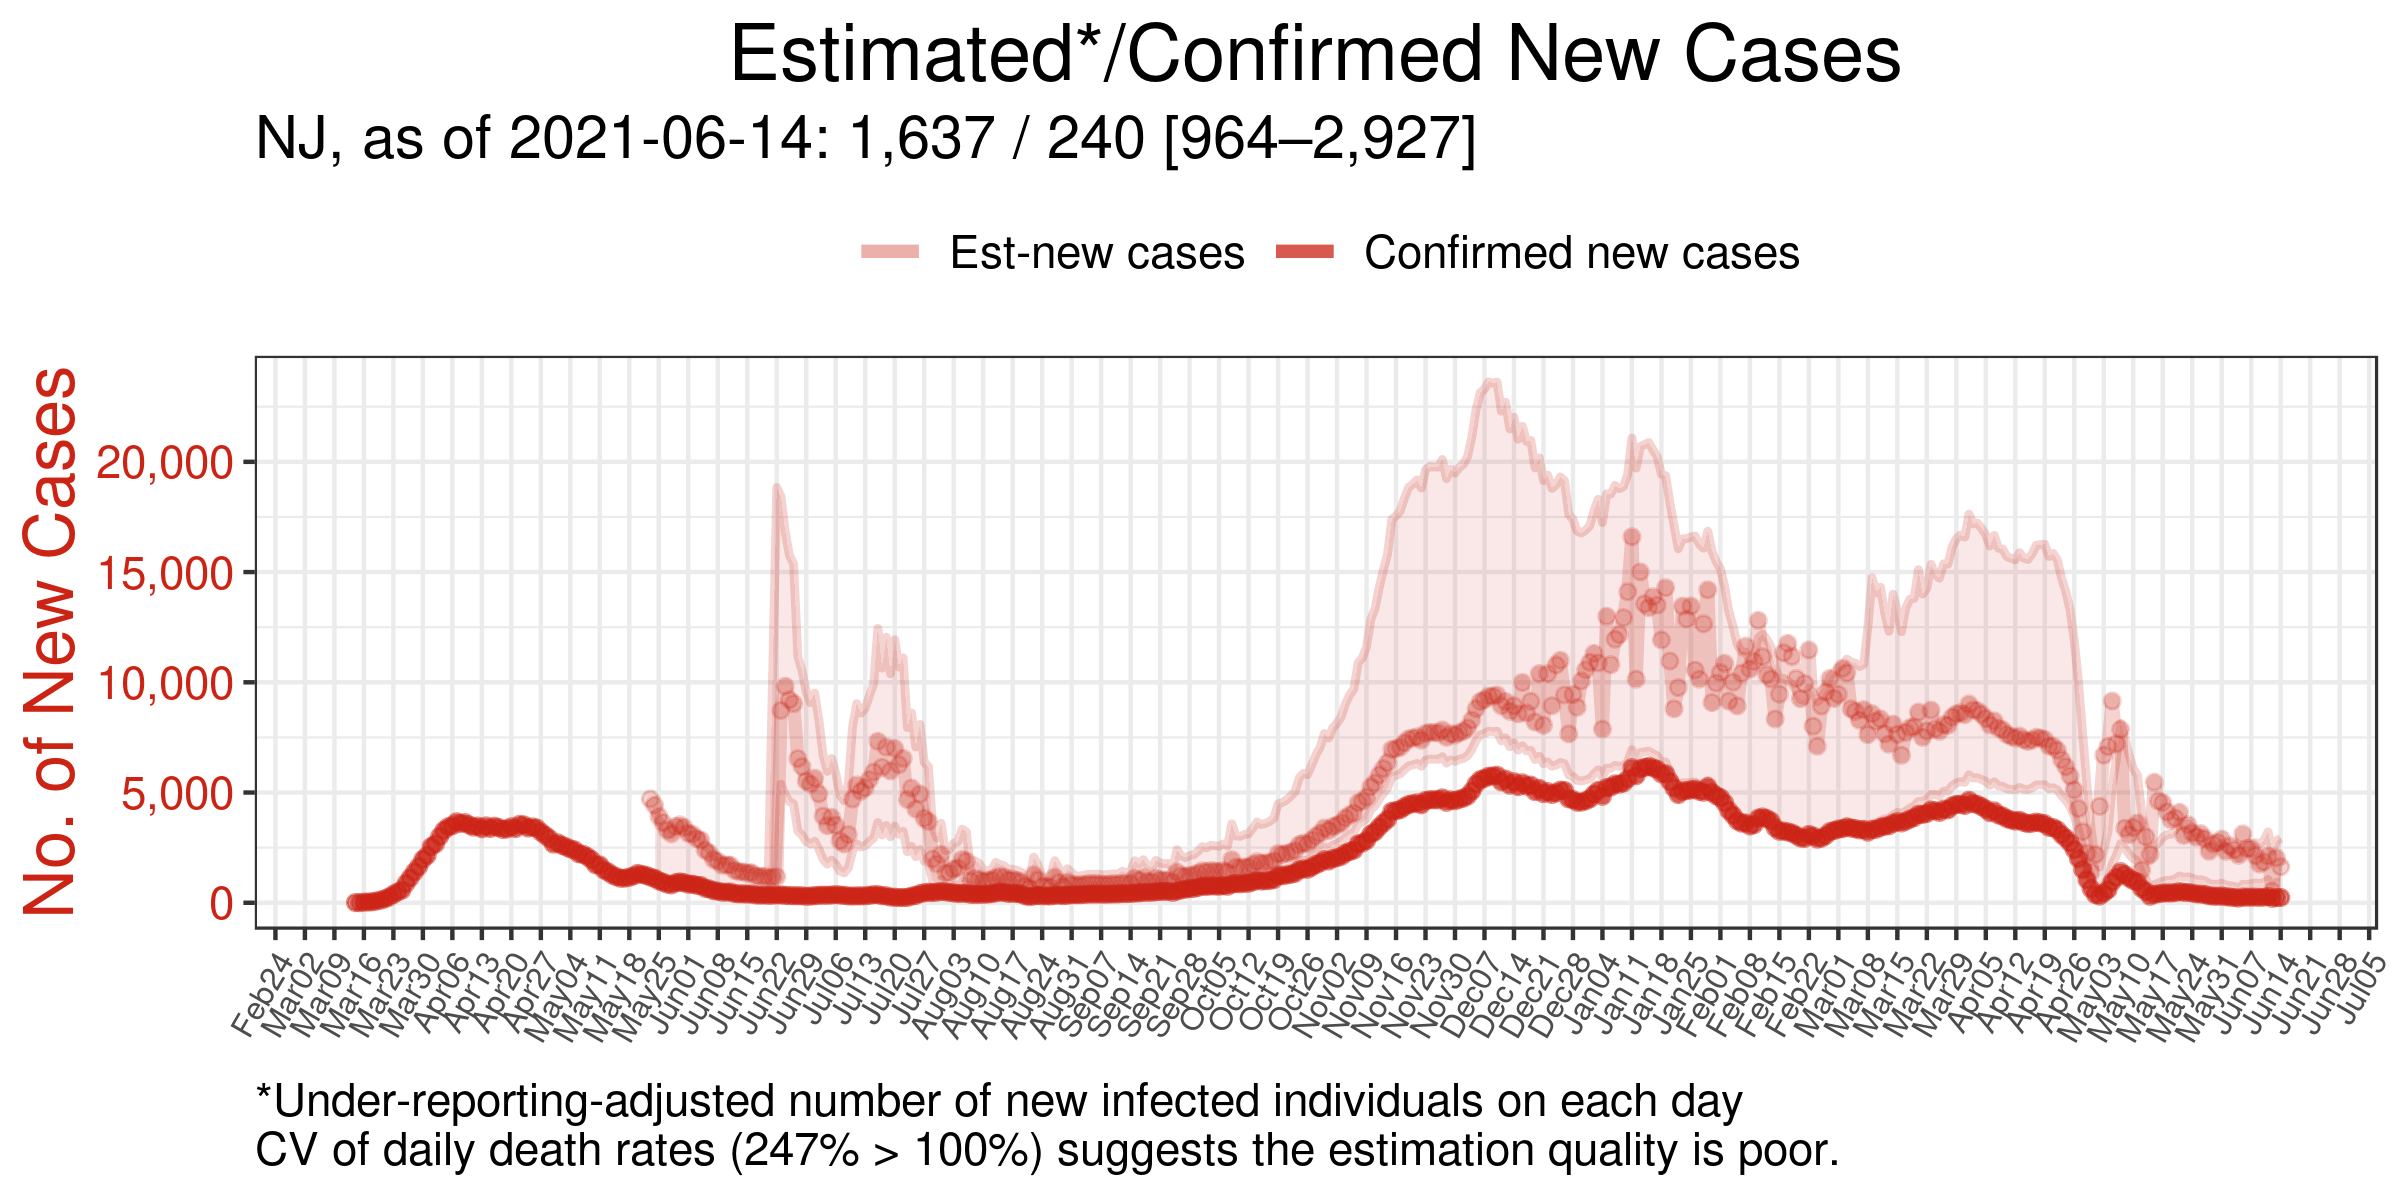 Estimated*/Confirmed New Cases
NJ, as of 2021-06-14: 1,637 / 240 [964–2,927]
Est-new cases Confirmed new cases
No. of New Cases
20,000
15,000
10,000
5,000
0
Feb24 Mar02 Mar09 Mar16 Mar23 Mar30 Apr06 Apr13 Apr20 Apr27 May04 May11 May18 May25 Jun01 Jun08 Jun15 Jun22 Jun29 Jul06 Jul13 Jul20 Jul27 Aug03 Aug10 Aug17 Aug24 Aug31 Sep07 Sep14 Sep21 Sep28 Oct05 Oct12 Oct19 Oct26 Nov02 Nov09 Nov16 Nov23 Nov30 Dec07 Dec14 Dec21 Dec28 Jan04 Jan11 Jan18 Jan25 Feb01 Feb08 Feb15 Feb22 Mar01 Mar08 Mar15 Mar22 Mar29 Apr05 Apr12 Apr19 Apr26 May03 May10 May17 May24 May31 Jun07 Jun14 Jun21 Jun28 Jul05
*Under-reporting-adjusted number of new infected individuals on each day
CV of daily death rates (247% > 100%) suggests the estimation quality is poor.